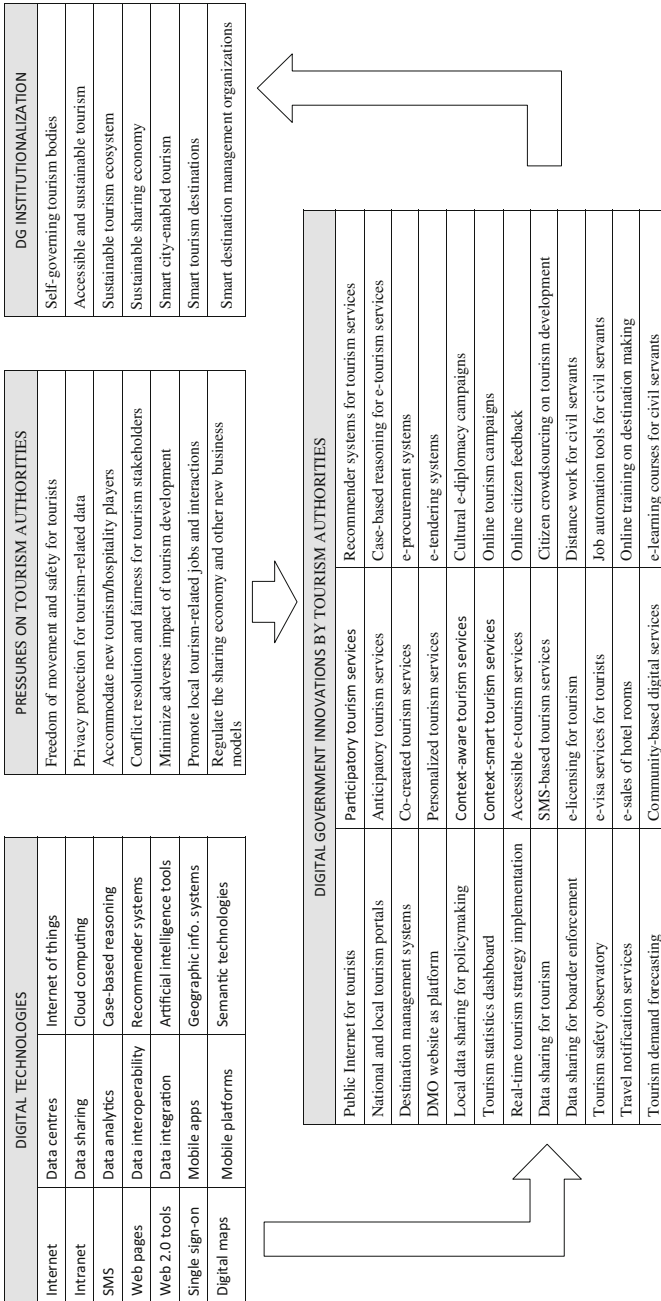 DIGITAL TECHNOLOGIES
Internet Data centres Internet of things
Intranet Data sharing Cloud computing
SMS Data analytics Case-based reasoning
Web pages Data interoperability Recommender systems
Web 2.0 tools Data integration Artificial intelligence tools
Single sign-on Mobile apps Geographic info. systems
Digital maps Mobile platforms Semantic technologies
PRESSURES ON TOURISM AUTHORITIES
Freedom of movement and safety for tourists
Privacy protection for tourism-related data
Accommodate new tourism/hospitality players
Conflict resolution and fairness for tourism stakeholders
Minimize adverse impact of tourism development
Promote local tourism-related jobs and interactions
Regulate the sharing economy and other new business
models
DG INSTITUTIONALIZATION
Self-governing tourism bodies
Accessible and sustainable tourism
Sustainable tourism ecosystem
Sustainable sharing economy
Smart city-enabled tourism
Smart tourism destinations
Smart destination management organizations
DIGITAL GOVERNMENT INNOVATIONS BY TOURISM AUTHORITIES
Public Internet for tourists Participatory tourism services Recommender systems for tourism services
National and local tourism portals Anticipatory tourism services Case-based reasoning for e-tourism services
Destination management systems Co-created tourism services e-procurement systems
DMO website as platform Personalized tourism services e-tendering systems
Local data sharing for policymaking Context-aware tourism services Cultural e-diplomacy campaigns
Tourism statistics dashboard Context-smart tourism services Online tourism campaigns
Real-time tourism strategy implementation Accessible e-tourism services Online citizen feedback
Data sharing for tourism SMS-based tourism services Citizen crowdsourcing on tourism development
Data sharing for boarder enforcement e-licensing for tourism Distance work for civil servants
Tourism safety observatory e-visa services for tourists Job automation tools for civil servants
Travel notification services e-sales of hotel rooms Online training on destination making
Tourism demand forecasting Community-based digital services e-learning courses for civil servants